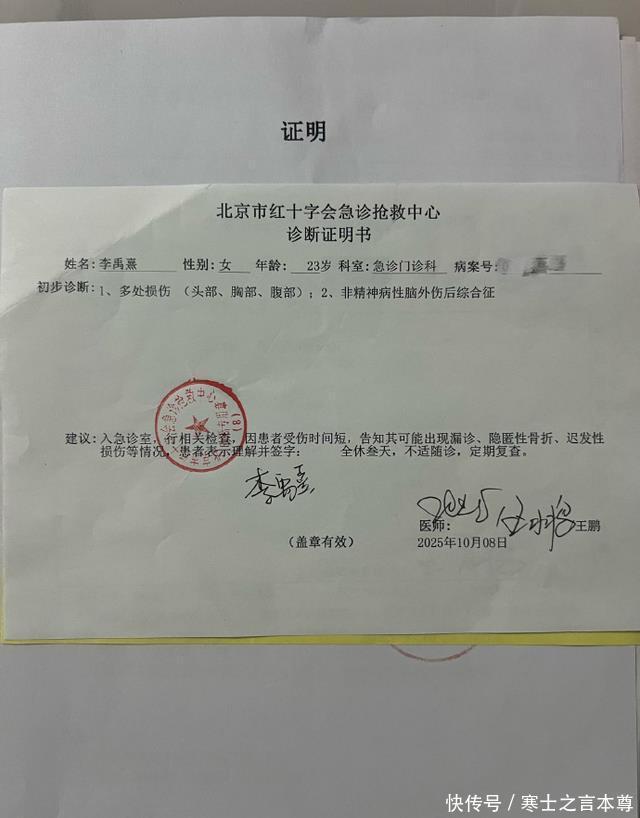 证明
北京市红十字会急诊抢救中心
诊断证明书
姓名:李禹熹 性别:女 年龄: 23岁 科室:急诊门诊科 病案号:
初步诊断:1、多处损伤 (头部、胸部、腹部);2、非精神病性脑外伤后综合征
建议:入急诊室,行相关检查,因患者受伤时间短,告知其可能出现漏诊、隐匿性骨折、迟发性
损伤等情况,患者表示理解并签字: 全休叁天,不适随诊,定期复查。
李禹熹
医师: 王鹏
(盖章有效) 2025年10月08日
快传号/寒士之言本尊